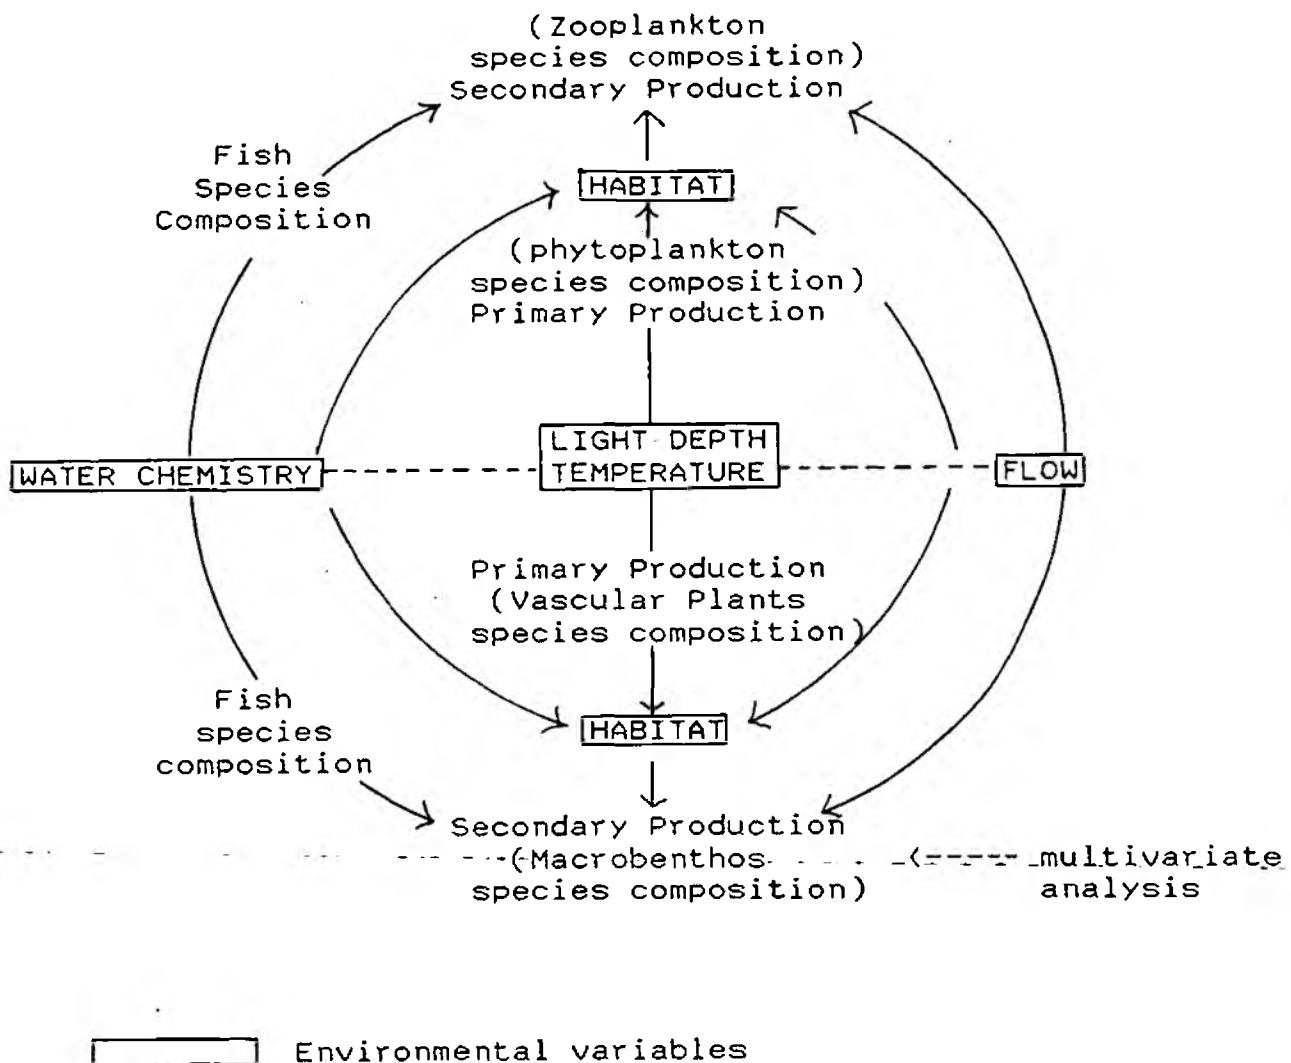 (Zooplankton
species composition)
Secondary Production
Fish
Species
Composition
HABITAT
(phytoplankton
species composition)
Primary Production
LIGHT DEPTH
TEMPERATURE
WATER CHEMISTRY
FLOW
Primary Production
(Vascular Plants
species composition)
Fish
species
composition
HABITAT
Secondary Production
(Macrobenthos
species composition)
multivariate
analysis
Environmental variables